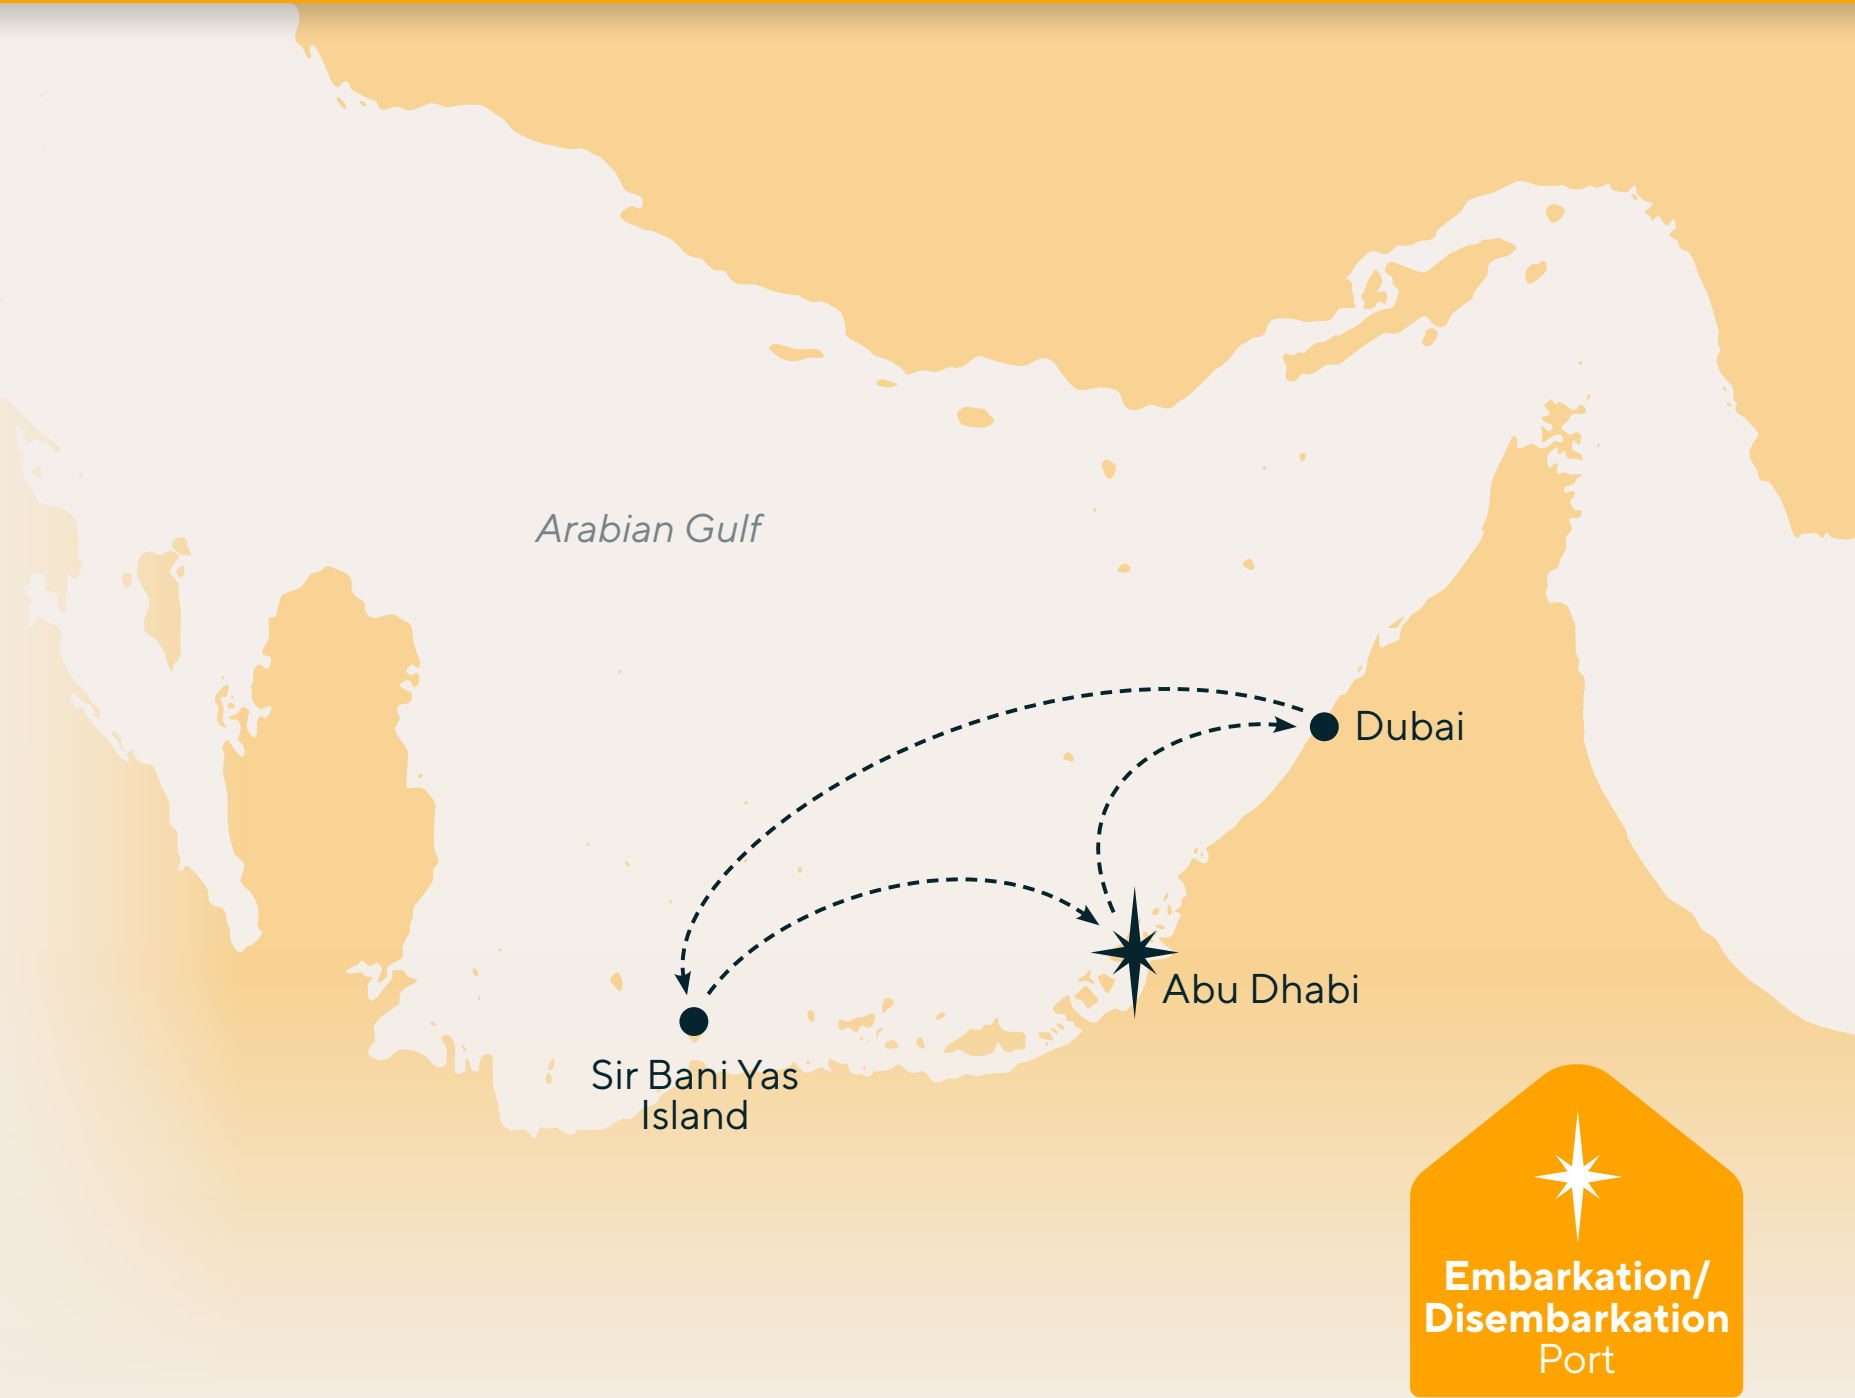 Arabian Gulf
Dubai
Abu Dhabi
Sir Bani Yas
Island
Embarkation/
Disembarkation
Port